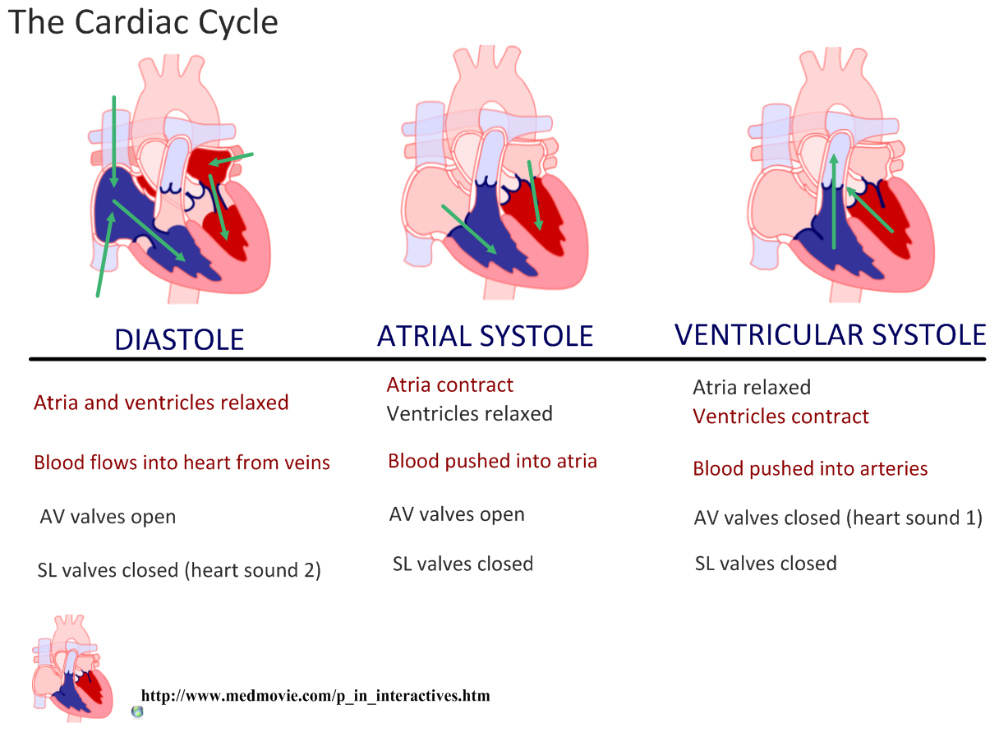 The Cardiac Cycle
DIASTOLE
ATRIAL SYSTOLE
VENTRICULAR SYSTOLE
Atria and ventricles relaxed
Atria contract
Ventricles relaxed
Atria relaxed
Ventricles contract
Blood flows into heart from veins
Blood pushed into atria
Blood pushed into arteries
AV valves open
AV valves open
AV valves closed (heart sound 1)
SL valves closed (heart sound 2)
SL valves closed
SL valves closed
http://www.medmovie.com/p_in_interactives.htm